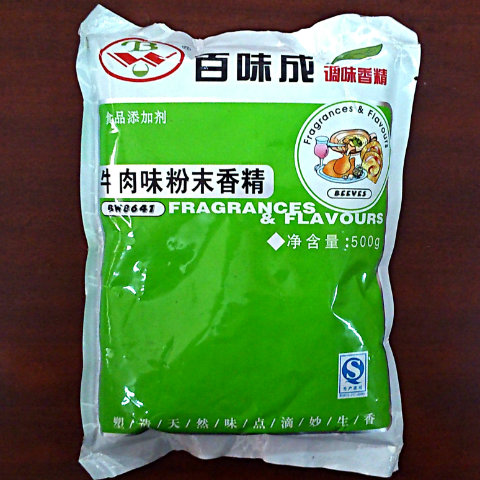 B
®
百味成
调味香精
食品添加剂
Fragrances & Flavours
BEEVES
牛肉味粉末香精
BW8641
FRAGRANCES
& FLAVOURS
◆净含量:500g
QS
塑/造/天/然/味/点/滴/妙/生/香